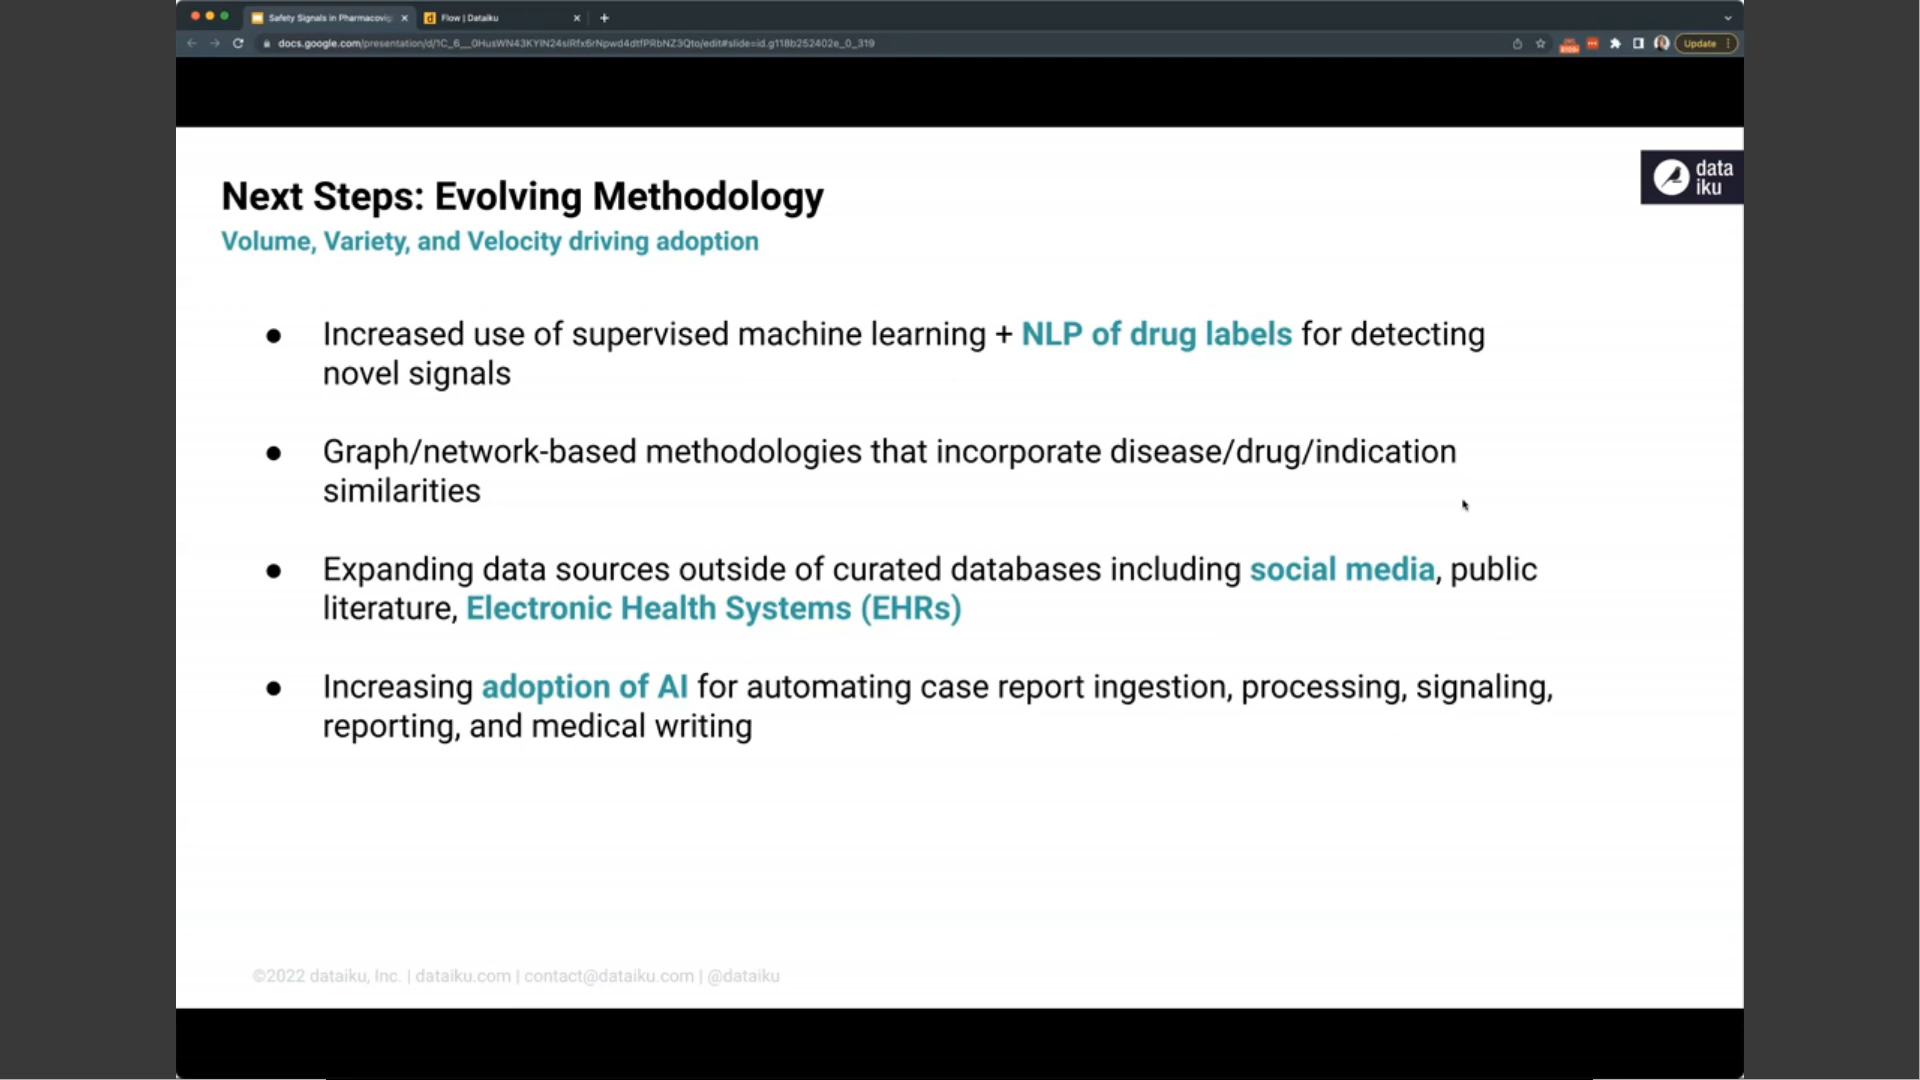 Safety Signals in Pharmacovig
Flow | Dataiku
Update
data
iku
Next Steps: Evolving Methodology
Volume, Variety, and Velocity driving adoption
● Increased use of supervised machine learning + NLP of drug labels for detecting
novel signals
● Graph/network-based methodologies that incorporate disease/drug/indication
similarities
● Expanding data sources outside of curated databases including social media, public
literature, Electronic Health Systems (EHRs)
● Increasing adoption of AI for automating case report ingestion, processing, signaling,
reporting, and medical writing
©2022 dataiku, Inc. | dataiku.com | contact@dataiku.com | @dataiku